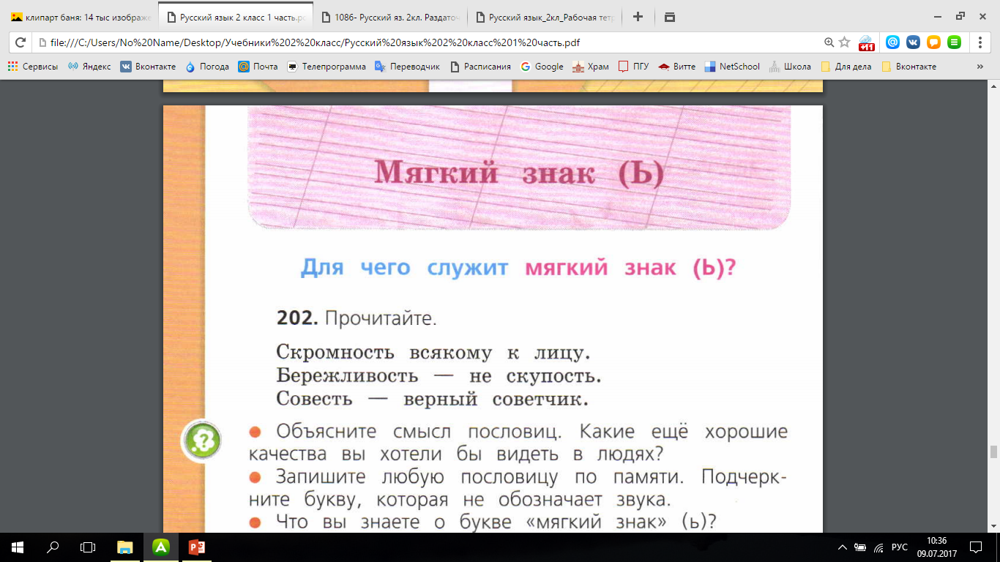 клипарт баня: 14 тыс изображе
Русский язык 2 класс 1 часть.pd
1086- Русский яз. 2кл. Раздаточ
Русский язык_2кл_Рабочая тетр
file:///C:/Users/No%20Name/Desktop/Учебники%202%20класс/Русский%20язык%202%20класс%201%20часть.pdf
+11
Сервисы Яндекс Вконтакте Погода Почта Телепрограмма Переводчик Расписания Google Храм ПГУ Витте NetSchool Школа Для дела Вконтакте »
Мягкий знак (Ь)
Для чего служит мягкий знак (Ь)?
202. Прочитайте.
Скромность всякому к лицу.
Бережливость — не скупость.
Совесть — верный советчик.
• Объясните смысл пословиц. Какие ещё хорошие
качества вы хотели бы видеть в людях?
• Запишите любую пословицу по памяти. Подчерк-
ните букву, которая не обозначает звука.
• Что вы знаете о букве «мягкий знак» (ь)?
РУС
10:36
09.07.2017